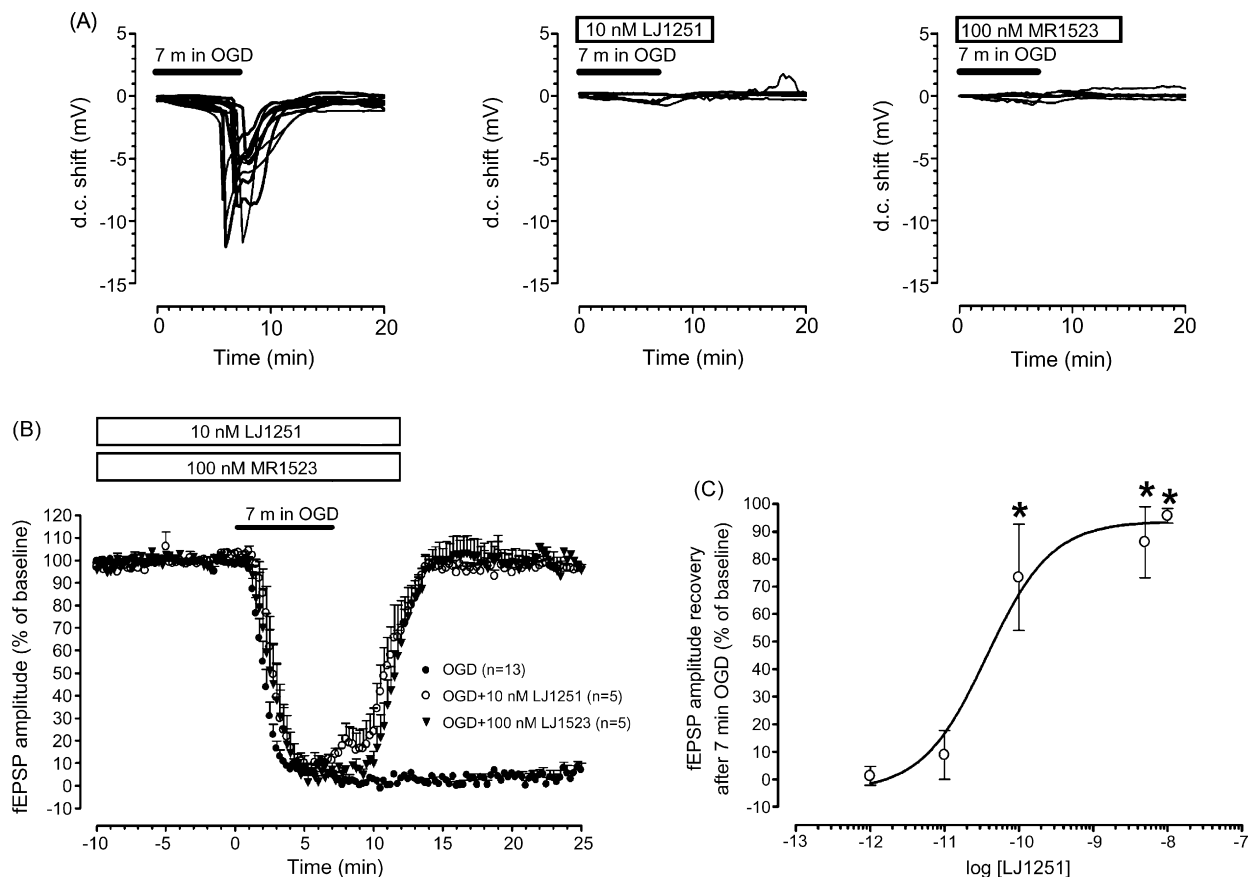 (A)
5
0
-5
-10
-15
d.c. shift (mV)
7 m in OGD
0
10
20
Time (min)
5
0
-5
-10
-15
d.c. shift (mV)
10 nM LJ1251
7 m in OGD
0
10
20
Time (min)
5
0
-5
-10
-15
d.c. shift (mV)
100 nM MR1523
7 m in OGD
0
10
20
Time (min)
(B)
10 nM LJ1251
100 nM MR1523
7 m in OGD
120
110
100
90
80
70
60
50
40
30
20
10
0
-10
fEPSP amplitude (% of baseline)
OGD (n=13)
OGD+10 nM LJ1251 (n=5)
OGD+100 nM LJ1523 (n=5)
-10
-5
0
5
10
15
20
25
Time (min)
(C)
100
90
80
70
60
50
40
30
20
10
0
-10
fEPSP amplitude recovery
after 7 min OGD (% of baseline)
* * *
-13
-12
-11
-10
-9
-8
-7
log [LJ1251]